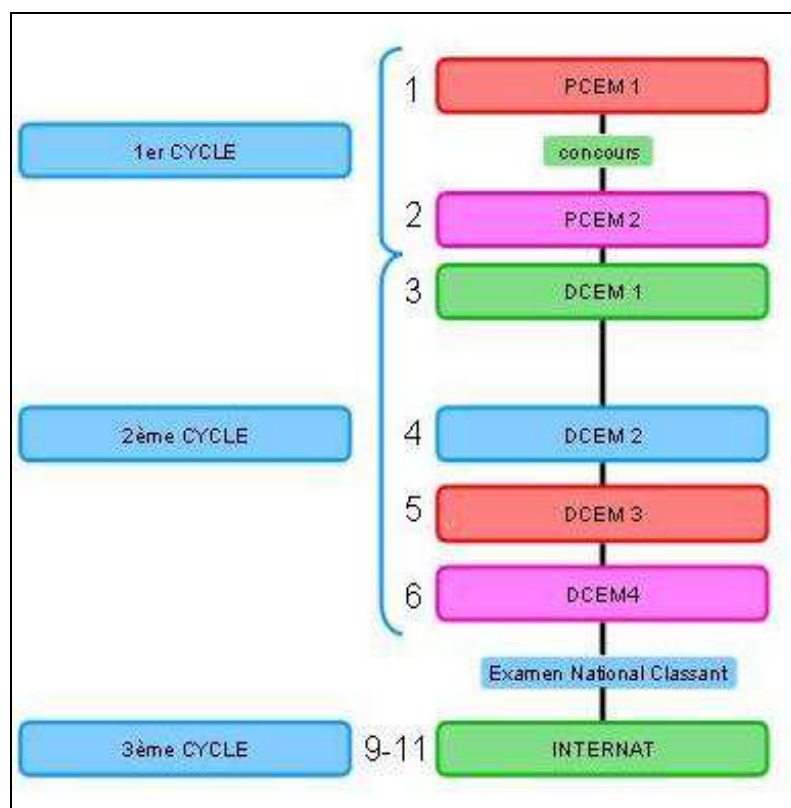 1
PCEM 1
1er CYCLE
concours
2
PCEM 2
3
DCEM 1
2ème CYCLE
4
DCEM 2
5
DCEM 3
6
DCEM4
Examen National Classant
3ème CYCLE
9-11
INTERNAT